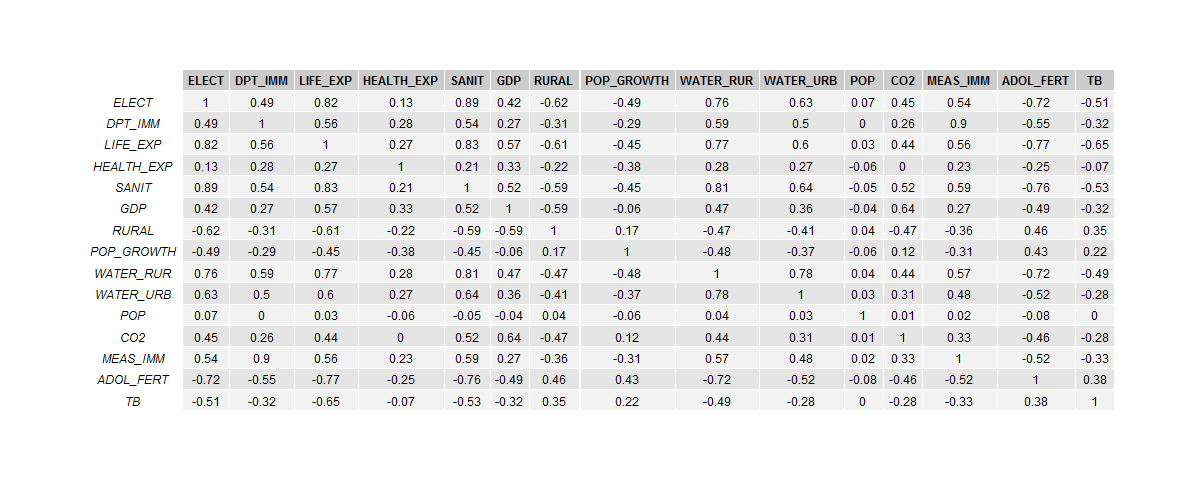 ELECT DPT_IMM LIFE_EXP HEALTH_EXP SANIT GDP RURAL POP_GROWTH WATER_RUR WATER_URB POP CO2 MEAS_IMM ADOL_FERT TB
ELECT 1 0.49 0.82 0.13 0.89 0.42 -0.62 -0.49 0.76 0.63 0.07 0.45 0.54 -0.72 -0.51
DPT_IMM 0.49 1 0.56 0.28 0.54 0.27 -0.31 -0.29 0.59 0.5 0 0.26 0.9 -0.55 -0.32
LIFE_EXP 0.82 0.56 1 0.27 0.83 0.57 -0.61 -0.45 0.77 0.6 0.03 0.44 0.56 -0.77 -0.65
HEALTH_EXP 0.13 0.28 0.27 1 0.21 0.33 -0.22 -0.38 0.28 0.27 -0.06 0 0.23 -0.25 -0.07
SANIT 0.89 0.54 0.83 0.21 1 0.52 -0.59 -0.45 0.81 0.64 -0.05 0.52 0.59 -0.76 -0.53
GDP 0.42 0.27 0.57 0.33 0.52 1 -0.59 -0.06 0.47 0.36 -0.04 0.64 0.27 -0.49 -0.32
RURAL -0.62 -0.31 -0.61 -0.22 -0.59 -0.59 1 0.17 -0.47 -0.41 0.04 -0.47 -0.36 0.46 0.35
POP_GROWTH -0.49 -0.29 -0.45 -0.38 -0.45 -0.06 0.17 1 -0.48 -0.37 -0.06 0.12 -0.31 0.43 0.22
WATER_RUR 0.76 0.59 0.77 0.28 0.81 0.47 -0.47 -0.48 1 0.78 0.04 0.44 0.57 -0.72 -0.49
WATER_URB 0.63 0.5 0.6 0.27 0.64 0.36 -0.41 -0.37 0.78 1 0.03 0.31 0.48 -0.52 -0.28
POP 0.07 0 0.03 -0.06 -0.05 -0.04 0.04 -0.06 0.04 0.03 1 0.01 0.02 -0.08 0
CO2 0.45 0.26 0.44 0 0.52 0.64 -0.47 0.12 0.44 0.31 0.01 1 0.33 -0.46 -0.28
MEAS_IMM 0.54 0.9 0.56 0.23 0.59 0.27 -0.36 -0.31 0.57 0.48 0.02 0.33 1 -0.52 -0.33
ADOL_FERT -0.72 -0.55 -0.77 -0.25 -0.76 -0.49 0.46 0.43 -0.72 -0.52 -0.08 -0.46 -0.52 1 0.38
TB -0.51 -0.32 -0.65 -0.07 -0.53 -0.32 0.35 0.22 -0.49 -0.28 0 -0.28 -0.33 0.38 1